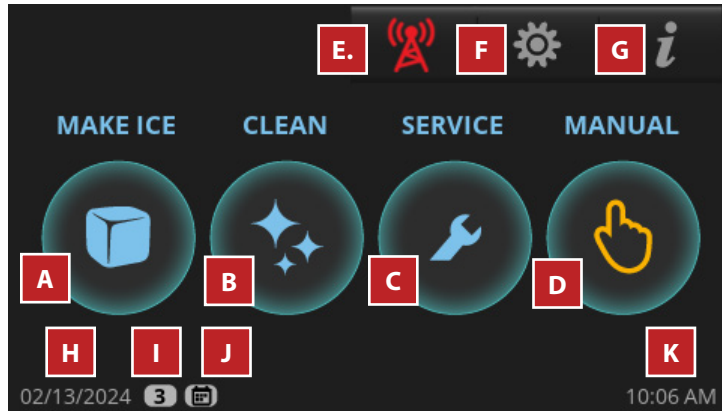 E. F G i
MAKE ICE CLEAN SERVICE MANUAL
A B C D
H I J K
02/13/2024 3 10:06 AM